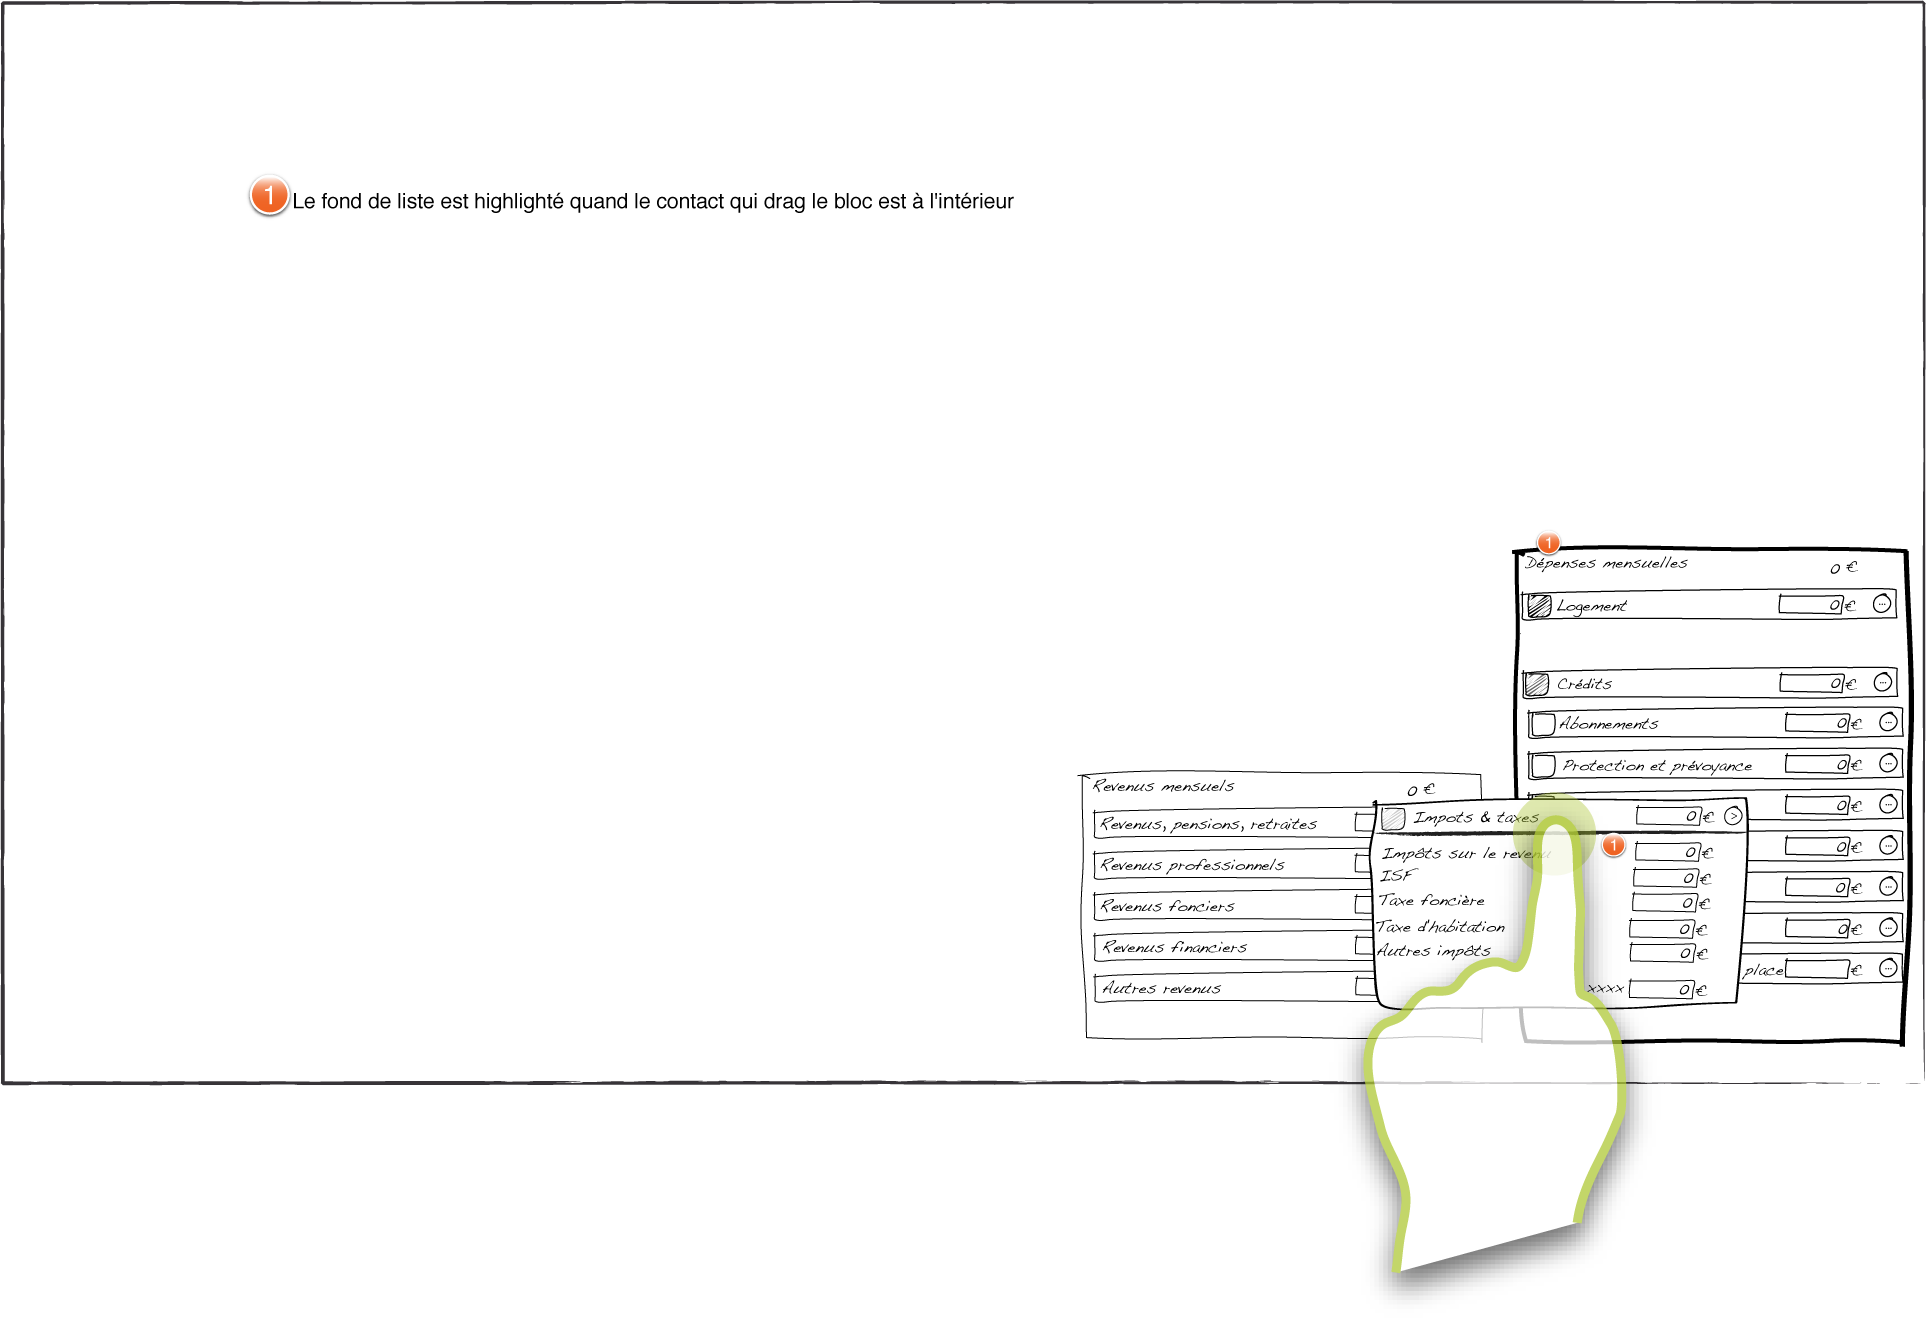 1 Le fond de liste est highlighté quand le contact qui drag le bloc est à l'intérieur
1
Dépenses mensuelles 0 €
Logement 0 € ...
Crédits 0 € ...
Abonnements 0 € ...
Protection et prévoyance 0 € ...
0 € ...
0 € ...
0 € ...
0 € ...
place € ...
Revenus mensuels 0 €
Revenus, pensions, retraites
Revenus professionnels
Revenus fonciers
Revenus financiers
Autres revenus
Impots & taxes 0 € >
Impôts sur le revenu 1 0 €
ISF 0 €
Taxe foncière 0 €
Taxe d'habitation 0 €
Autres impôts 0 €
xxxx 0 €